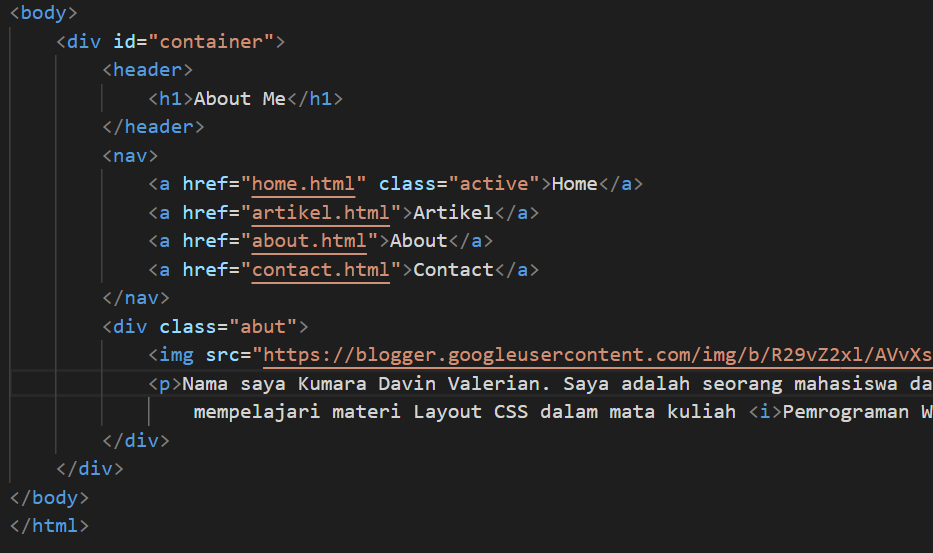 <body>
<div id="container">
<header>
<h1>About Me</h1>
</header>
<nav>
<a href="home.html" class="active">Home</a>
<a href="artikel.html">Artikel</a>
<a href="about.html">About</a>
<a href="contact.html">Contact</a>
</nav>
<div class="abut">
<img src="https://blogger.googleusercontent.com/img/b/R29vZ2xl/AVvXs
<p>Nama saya Kumara Davin Valerian. Saya adalah seorang mahasiswa da
mempelajari materi Layout CSS dalam mata kuliah <i>Pemrograman W
</div>
</div>
</body>
</html>